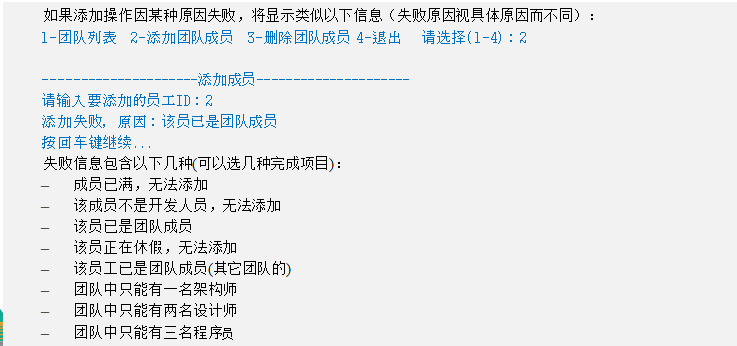 如果添加操作因某种原因失败，将显示类似以下信息（失败原因视具体原因而不同）：
1-团队列表 2-添加团队成员 3-删除团队成员 4-退出 请选择(1-4)：2
---------------------添加成员---------------------
请输入要添加的员工ID：2
添加失败, 原因：该员已是团队成员
按回车键继续...
失败信息包含以下几种(可以选几种完成项目)：
– 成员已满，无法添加
– 该成员不是开发人员，无法添加
– 该员已是团队成员
– 该员正在休假，无法添加
– 该员工已是团队成员(其它团队的)
– 团队中只能有一名架构师
– 团队中只能有两名设计师
– 团队中只能有三名程序员